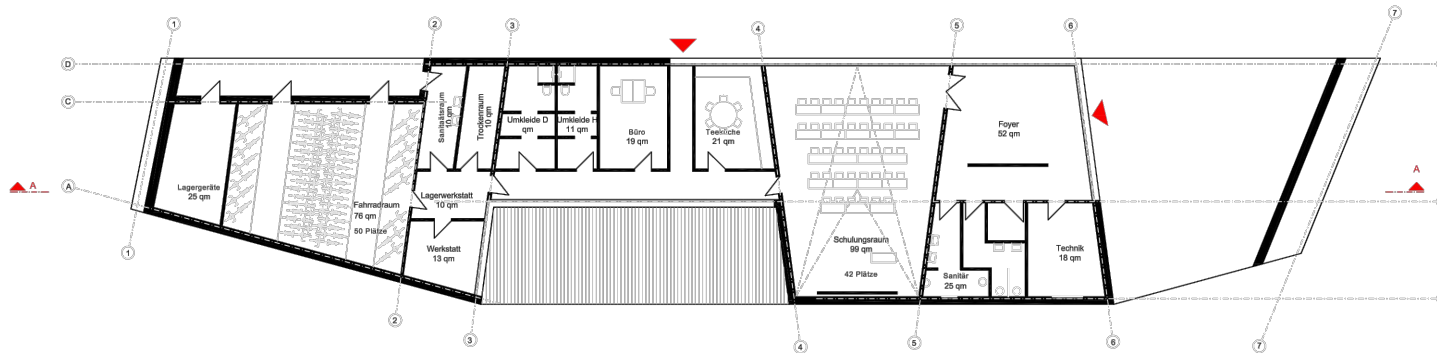 1
2
3
4
5
6
7
D
C
A
A
A
Sanitätsraum
10 qm
Trockenraum
10 qm
Umkleide D
qm
Umkleide H
11 qm
Büro
19 qm
Teeküche
21 qm
Foyer
52 qm
Lagergeräte
25 qm
Fahrradraum
76 qm
50 Plätze
Lagerwerkstatt
10 qm
Werkstatt
13 qm
Schulungsraum
99 qm
42 Plätze
Sanitär
25 qm
Technik
18 qm
1
2
3
4
5
6
7